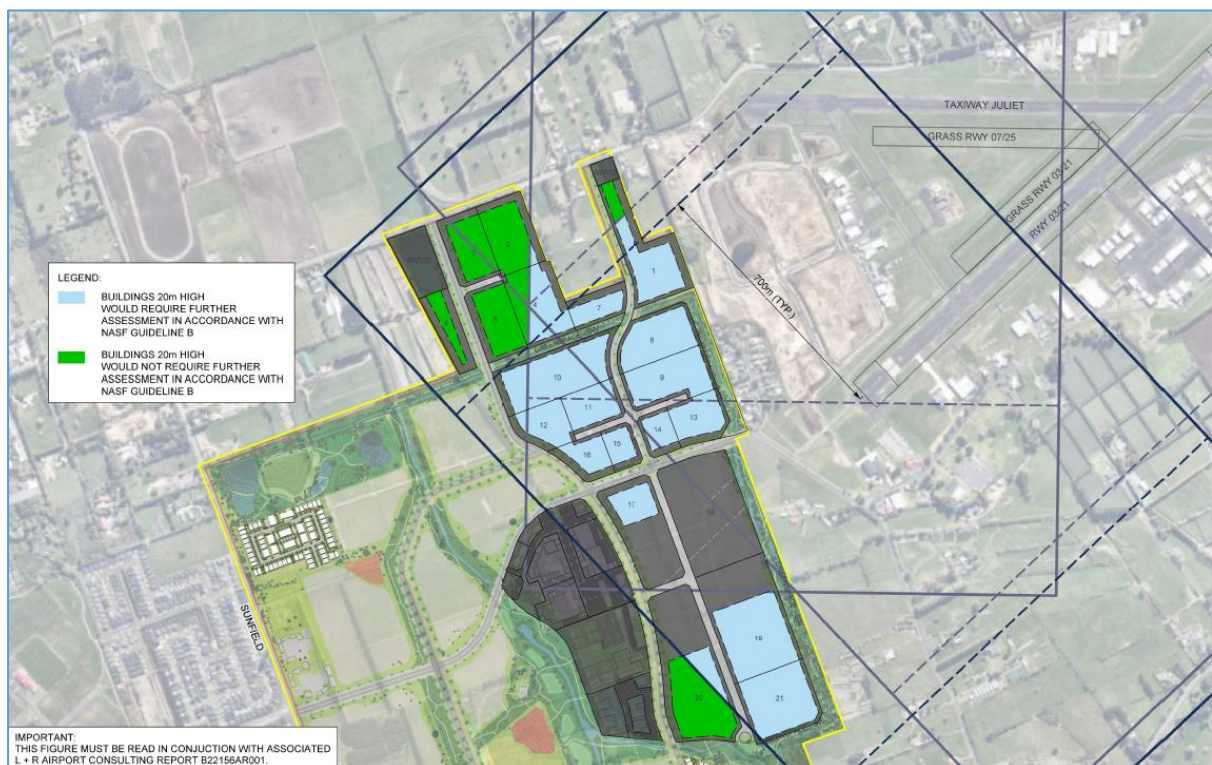 TAXIWAY JULIET
GRASS RWY 07/25
GRASS RWY 03/21
RWY 03/21
700m (TYP.)
LEGEND:
BUILDINGS 20m HIGH
WOULD REQUIRE FURTHER
ASSESSMENT IN ACCORDANCE WITH
NASF GUIDELINE B
BUILDINGS 20m HIGH
WOULD NOT REQUIRE FURTHER
ASSESSMENT IN ACCORDANCE WITH
NASF GUIDELINE B
2
3
1
4
5
7
8
10
9
11
12
13
14
15
16
17
18
19
20
21
SUNFIELD
IMPORTANT:
THIS FIGURE MUST BE READ IN CONJUCTION WITH ASSOCIATED
L + R AIRPORT CONSULTING REPORT B22156AR001.